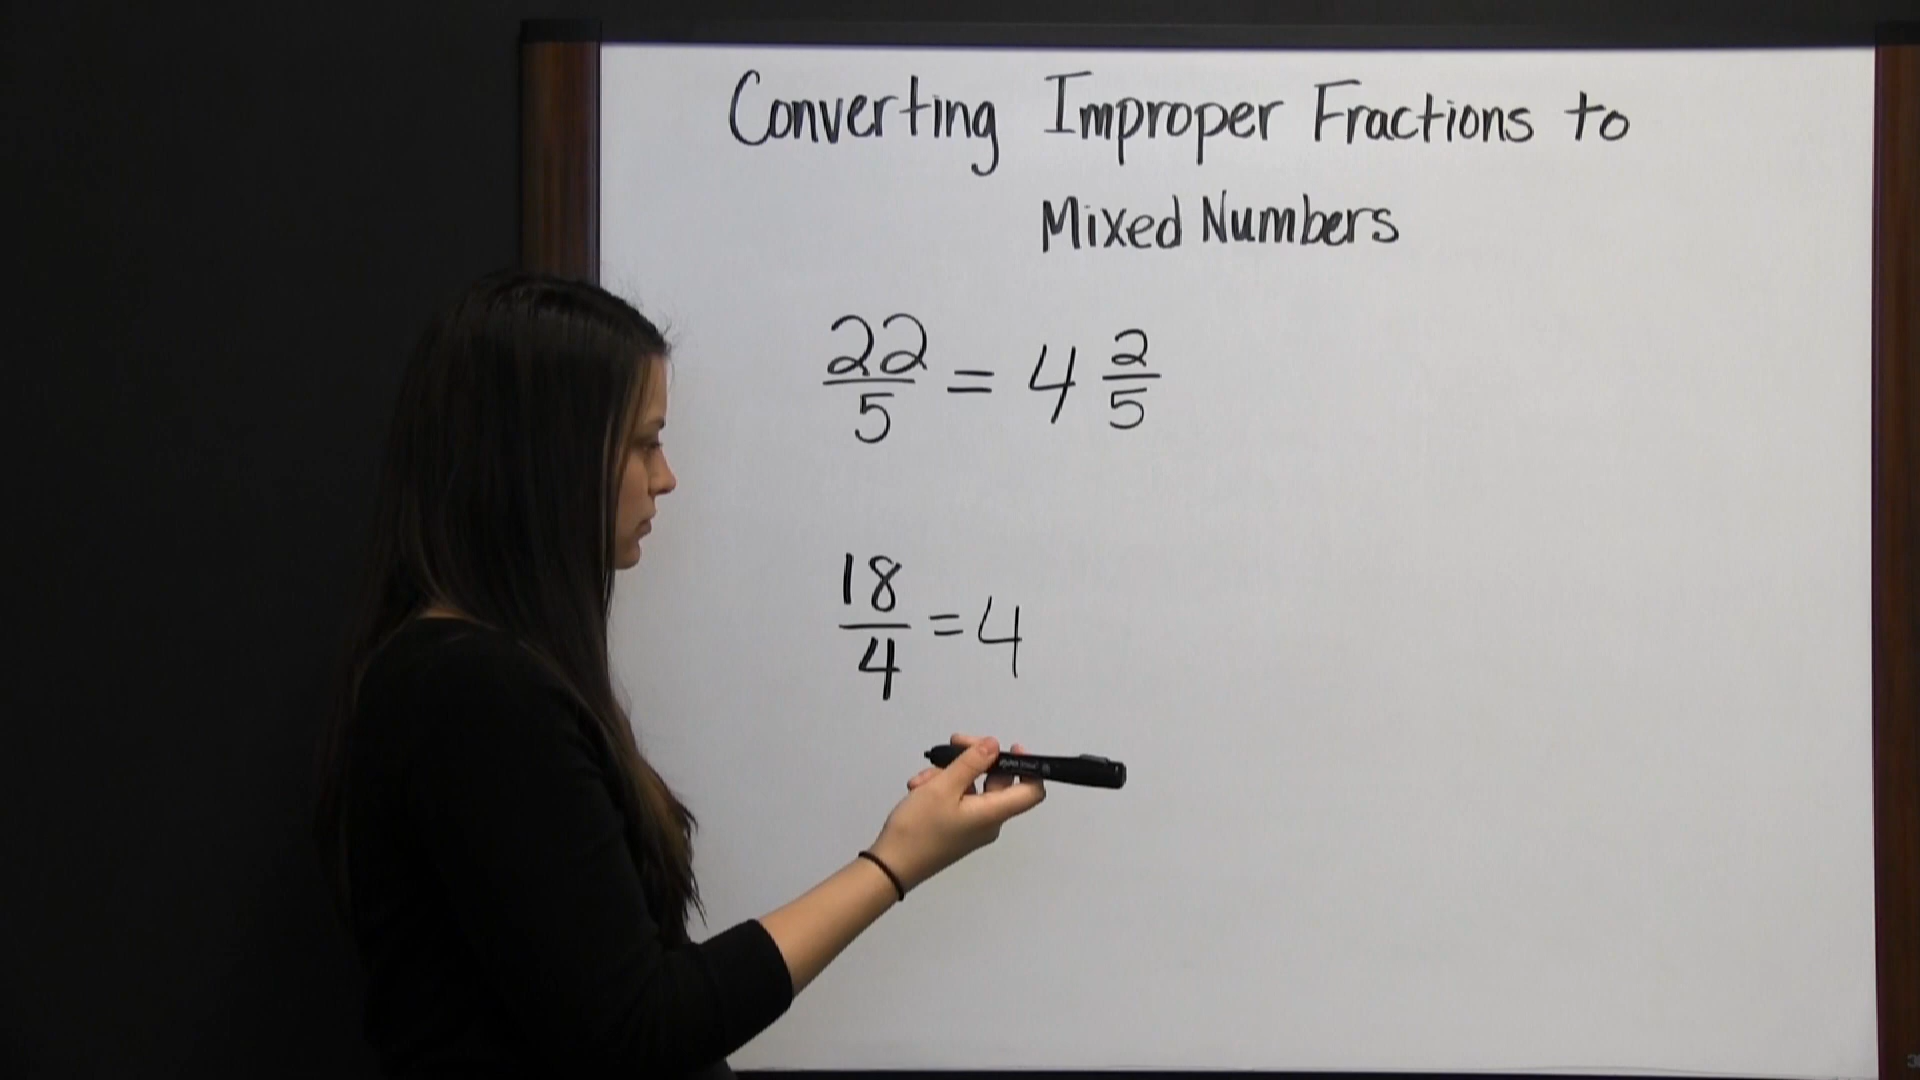 Converting Improper Fractions to
Mixed Numbers
22/5 = 4 2/5
18/4 = 4